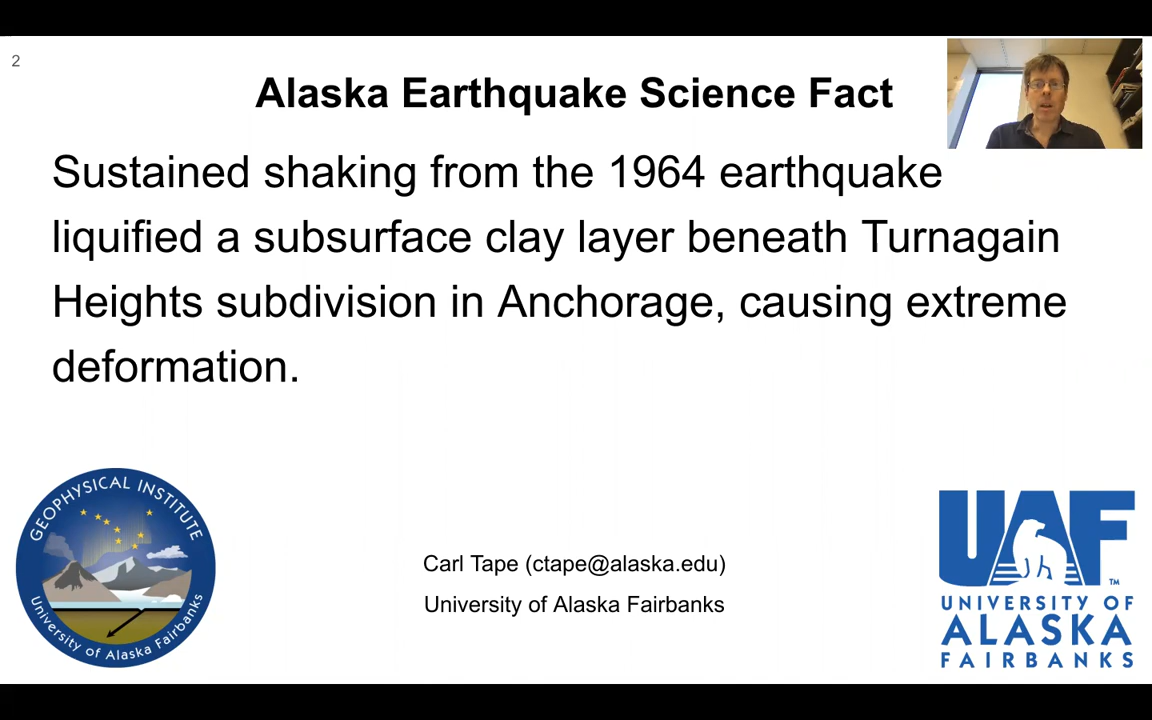 2
Alaska Earthquake Science Fact
Sustained shaking from the 1964 earthquake
liquified a subsurface clay layer beneath Turnagain
Heights subdivision in Anchorage, causing extreme
deformation.
GEOPHYSICAL INSTITUTE
University of Alaska Fairbanks
Carl Tape (ctape@alaska.edu)
University of Alaska Fairbanks
UAF
TM
UNIVERSITY OF
ALASKA
FAIRBANKS